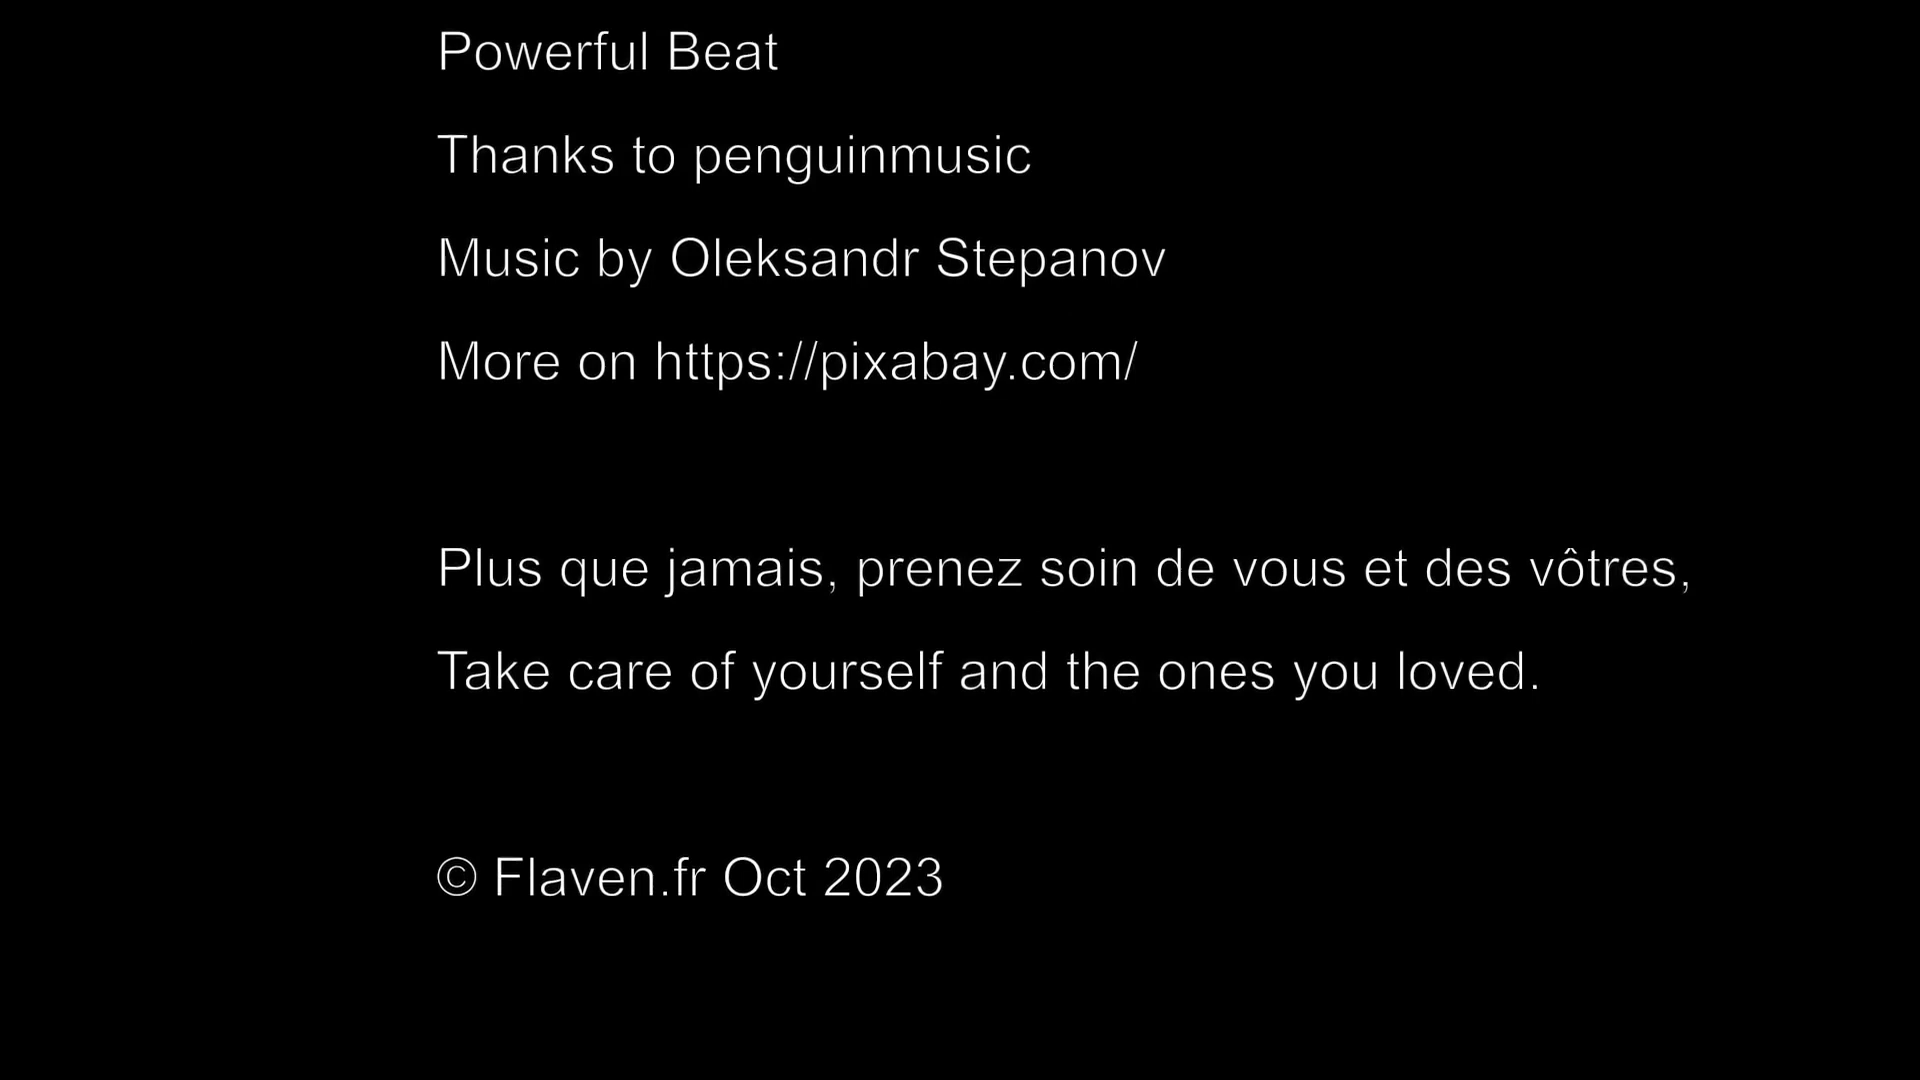 Powerful Beat
Thanks to penguinmusic
Music by Oleksandr Stepanov
More on https://pixabay.com/
Plus que jamais, prenez soin de vous et des vôtres,
Take care of yourself and the ones you loved.
© Flaven.fr Oct 2023